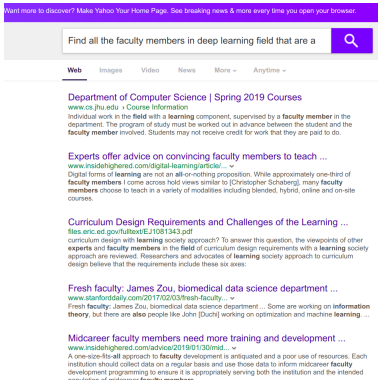 Want more to discover? Make Yahoo Your Home Page. See breaking news & more every time you open your browser.
Find all the faculty members in deep learning field that are a
Web Images Video News More Anytime
Department of Computer Science | Spring 2019 Courses
www.cs.jhu.edu › Course Information
Individual work in the field with a learning component, supervised by a faculty member in the
department. The program of study must be worked out in advance between the student and the
faculty member involved. Students may not receive credit for work that they are paid to do.
Experts offer advice on convincing faculty members to teach ...
www.insidehighered.com/digital-learning/article/...
Digital forms of learning are not an all-or-nothing proposition. While approximately one-third of
faculty members I come across hold views similar to [Christopher Schaberg], many faculty
members choose to teach in a variety of modalities including blended, hybrid, online and on-site
courses.
Curriculum Design Requirements and Challenges of the Learning ...
files.eric.ed.gov/fulltext/EJ1081343.pdf
curriculum design with learning society approach? To answer this question, the viewpoints of other
experts and faculty members in the field of curriculum design requirements with a learning society
approach are reviewed. Researchers and advocates of learning society approach to curriculum
design believe that the requirements include these six axes:
Fresh faculty: James Zou, biomedical data science department ...
www.stanforddaily.com/2017/02/03/fresh-faculty...
Fresh faculty: James Zou, biomedical data science department ... Some are working on information
theory, but there are also people like John [Duchi] working on optimization and machine learning. ...
Midcareer faculty members need more training and development ...
www.insidehighered.com/advice/2019/01/30/mid...
A one-size-fits-all approach to faculty development is antiquated and a poor use of resources. Each
institution should collect data on a regular basis and use those data to inform midcareer faculty
development programming to ensure it is appropriately serving both the institution and the intended
population of midcareer faculty members.